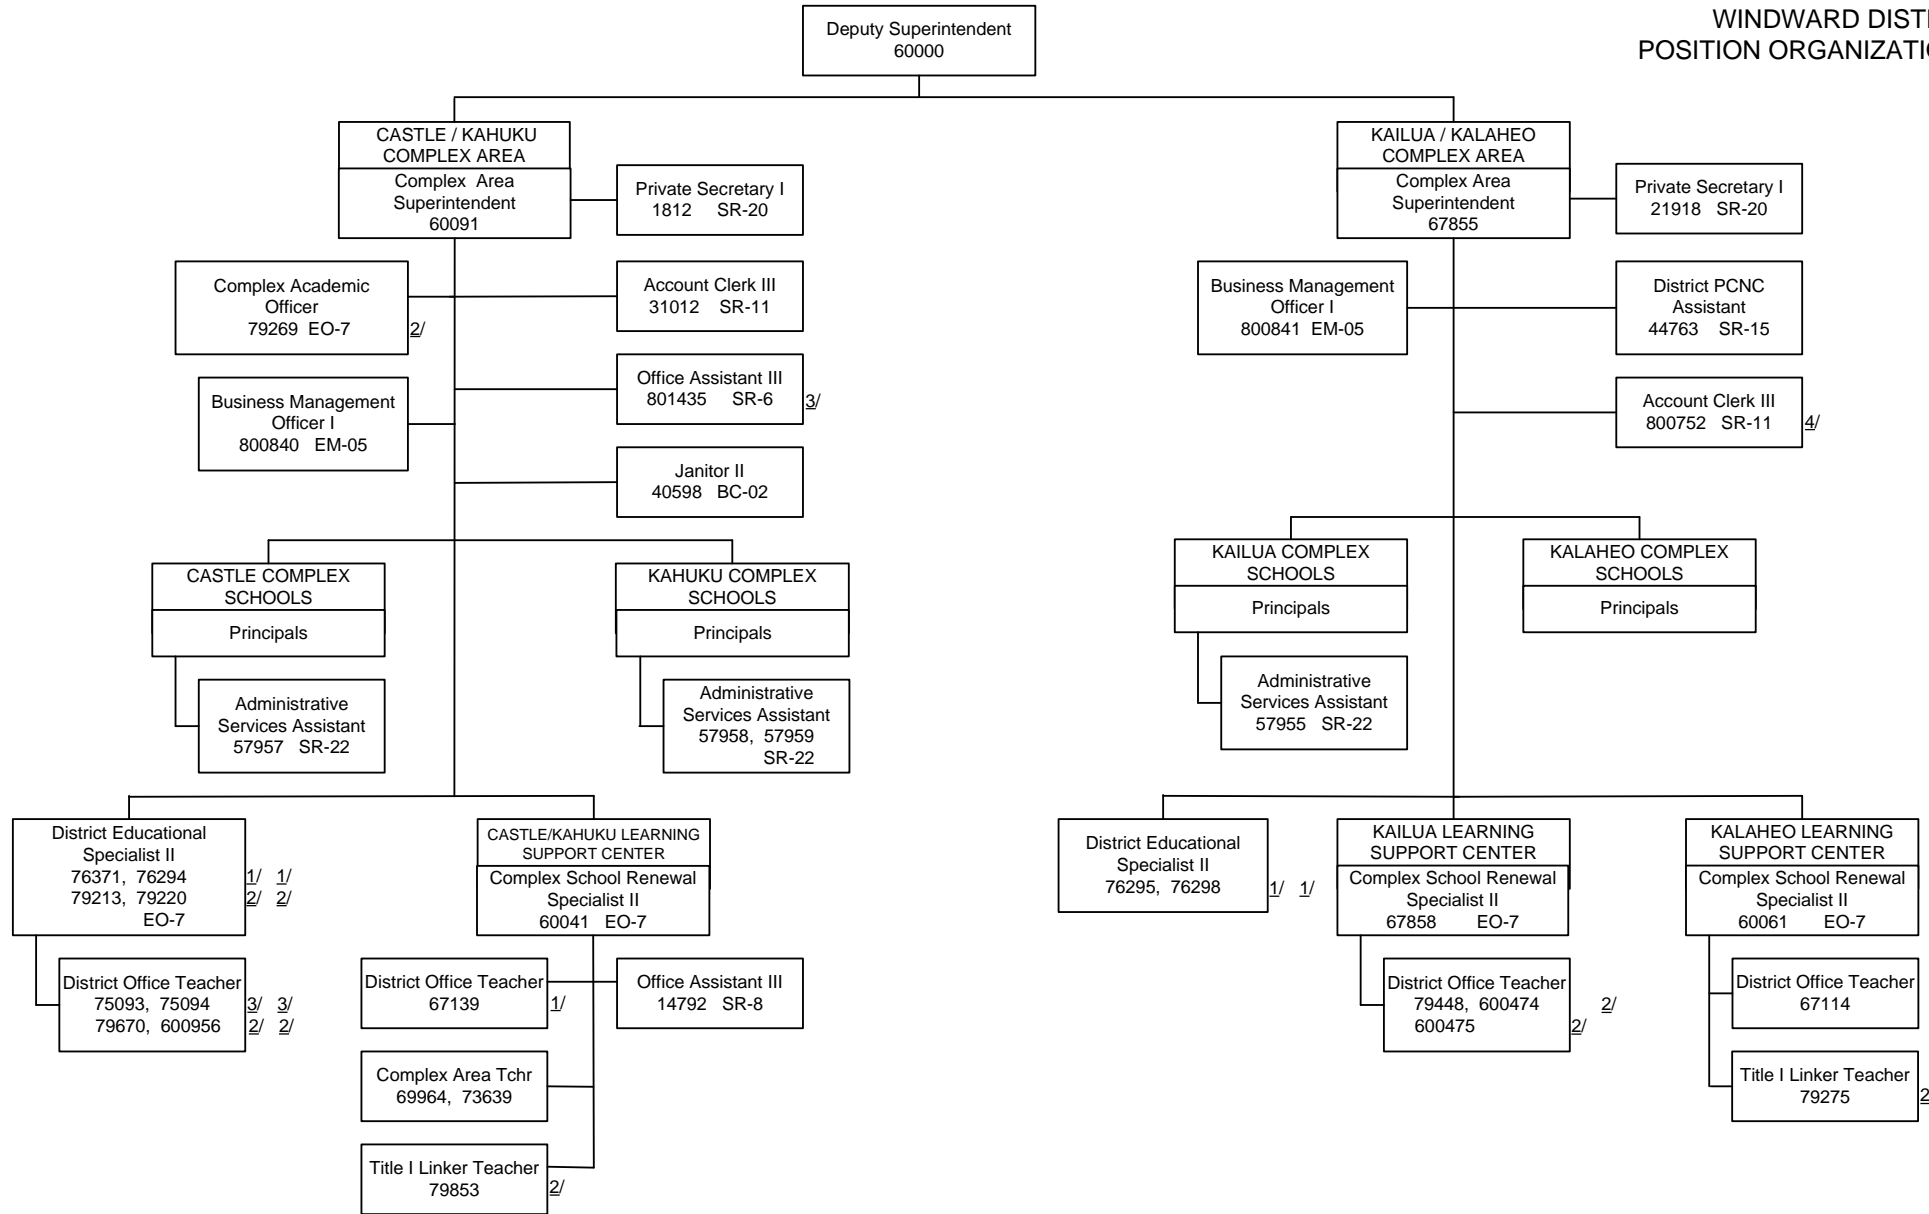 WINDWARD DIST
POSITION ORGANIZATI
Deputy Superintendent
60000
CASTLE / KAHUKU
COMPLEX AREA
Complex Area
Superintendent
60091
Private Secretary I
1812 SR-20
Complex Academic
Officer
79269 EO-7 2/
Account Clerk III
31012 SR-11
Business Management
Officer I
800840 EM-05
Office Assistant III
801435 SR-6 3/
Janitor II
40598 BC-02
CASTLE COMPLEX
SCHOOLS
Principals
Administrative
Services Assistant
57957 SR-22
KAHUKU COMPLEX
SCHOOLS
Principals
Administrative
Services Assistant
57958, 57959
SR-22
District Educational
Specialist II
76371, 76294 1/ 1/
79213, 79220 2/ 2/
EO-7
District Office Teacher
75093, 75094 3/ 3/
79670, 600956 2/ 2/
CASTLE/KAHUKU LEARNING
SUPPORT CENTER
Complex School Renewal
Specialist II
60041 EO-7
District Office Teacher
67139 1/
Office Assistant III
14792 SR-8
Complex Area Tchr
69964, 73639
Title I Linker Teacher
79853 2/
KAILUA / KALAHEO
COMPLEX AREA
Complex Area
Superintendent
67855
Private Secretary I
21918 SR-20
Business Management
Officer I
800841 EM-05
District PCNC
Assistant
44763 SR-15
Account Clerk III
800752 SR-11 4/
KAILUA COMPLEX
SCHOOLS
Principals
Administrative
Services Assistant
57955 SR-22
KALAHEO COMPLEX
SCHOOLS
Principals
District Educational
Specialist II
76295, 76298 1/ 1/
KAILUA LEARNING
SUPPORT CENTER
Complex School Renewal
Specialist II
67858 EO-7
District Office Teacher
79448, 600474 2/
600475 2/
KALAHEO LEARNING
SUPPORT CENTER
Complex School Renewal
Specialist II
60061 EO-7
District Office Teacher
67114
Title I Linker Teacher
79275 2